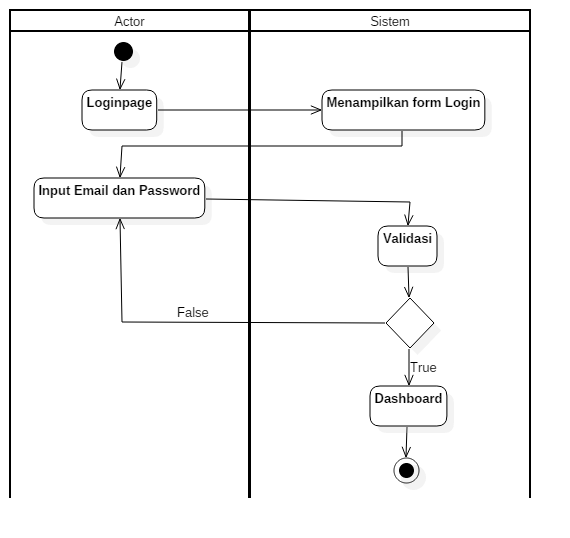 Actor
Sistem
Loginpage
Menampilkan form Login
Input Email dan Password
Validasi
False
True
Dashboard